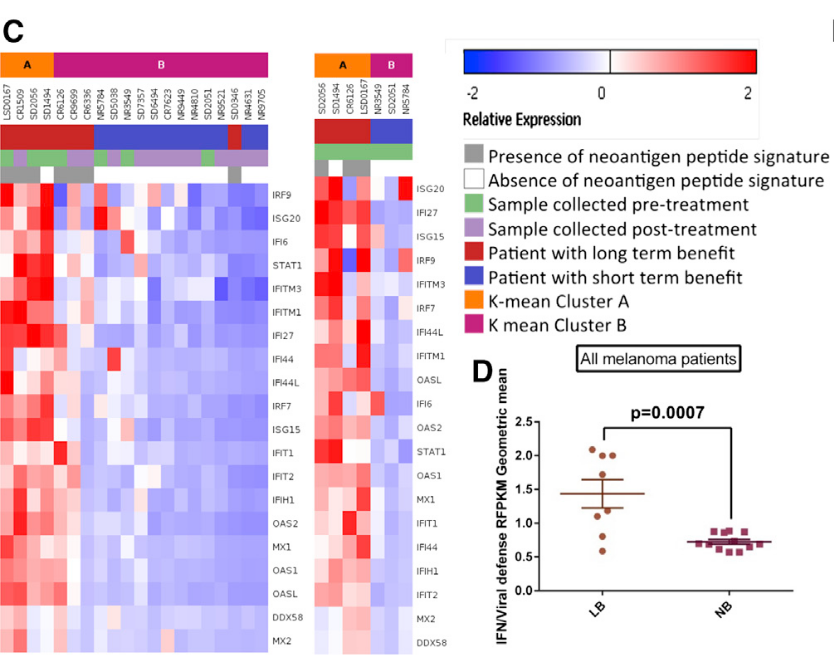 C
A B
LSD0167 CR1509 SD2056 SD1494 CR6126 CR9699 CR6336 NR5784 SD5038 NR3549 SD7357 SD6494 CR7623 NR9449 NR4810 SD2051 NR9521 SD0346 NR4631 NR9705
IRF9
ISG20
IFI6
STAT1
IFITM3
IFITM1
IFI27
IFI44
IFI44L
IRF7
ISG15
IFIT1
IFIT2
IFIH1
OAS2
MX1
OAS1
OASL
DDX58
MX2
A B
SD2056 SD1494 CR6126 LSD0167 NR3549 SD2051 NR5784
ISG20
IFI27
ISG15
IRF9
IFITM3
IRF7
IFI44L
IFITM1
OASL
IFI6
OAS2
STAT1
OAS1
MX1
IFIT1
IFI44
IFIH1
IFIT2
MX2
DDX58
-2 0 2
Relative Expression
Presence of neoantigen peptide signature
Absence of neoantigen peptide signature
Sample collected pre-treatment
Sample collected post-treatment
Patient with long term benefit
Patient with short term benefit
K-mean Cluster A
K mean Cluster B
D
All melanoma patients
p=0.0007
IFN/Viral defense RFPKM Geometric mean
2.5
2.0
1.5
1.0
0.5
0.0
LB NB